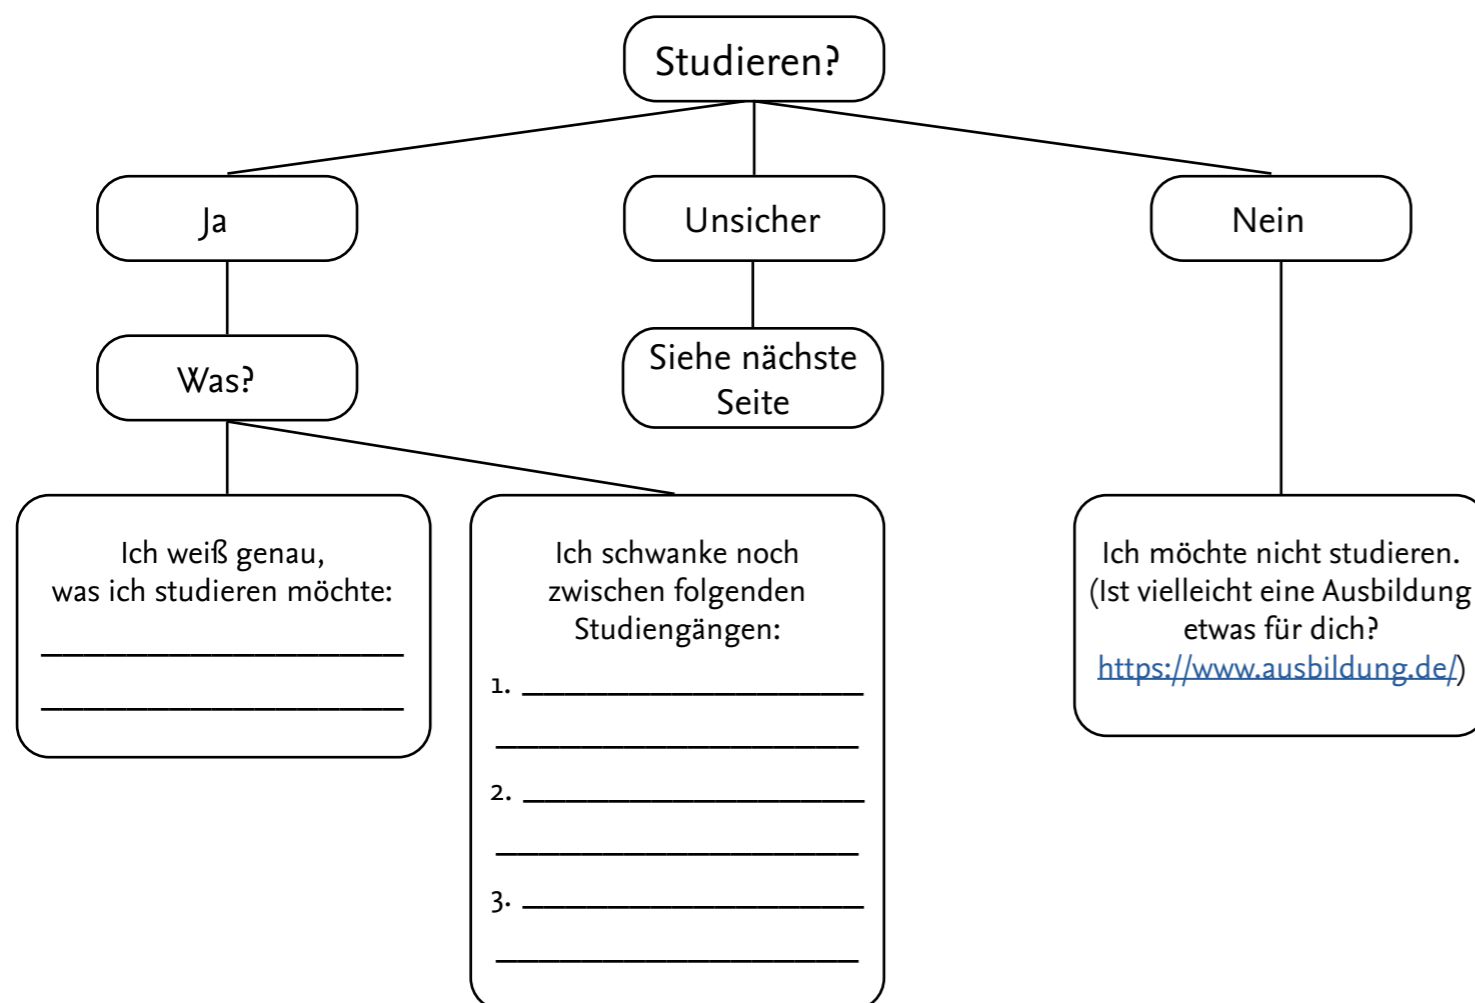 Studieren?
Ja
Unsicher
Nein
Was?
Siehe nächste
Seite
Ich weiß genau,
was ich studieren möchte:
Ich schwanke noch
zwischen folgenden
Studiengängen:
1.
2.
3.
Ich möchte nicht studieren.
(Ist vielleicht eine Ausbildung
etwas für dich?
https://www.ausbildung.de/)